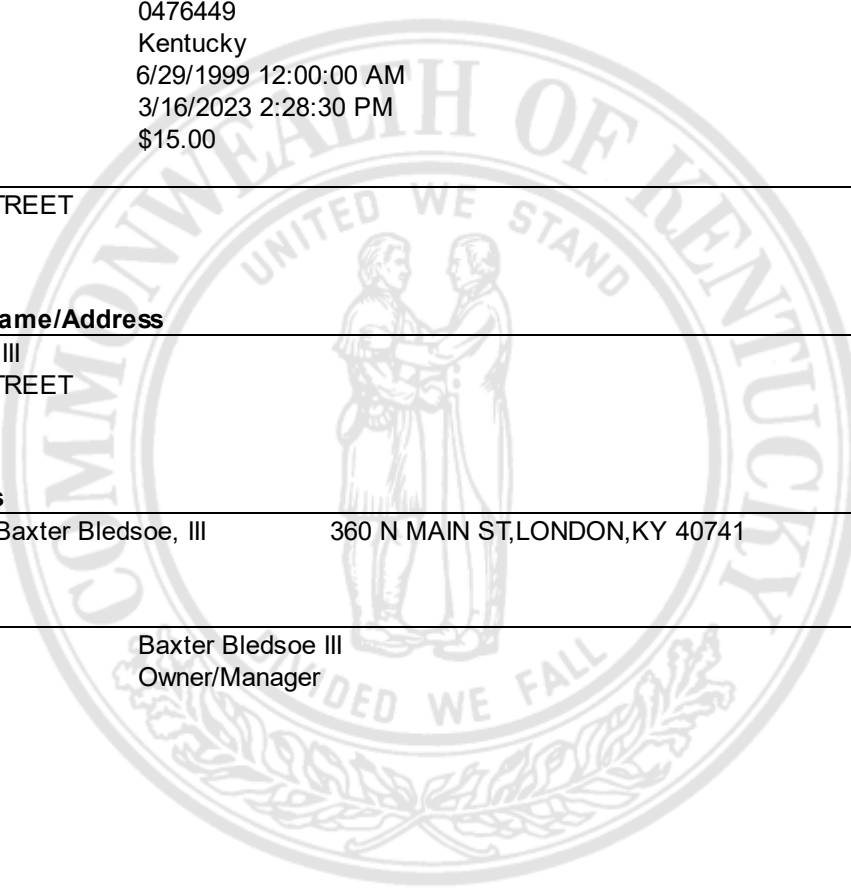 0476449
Kentucky
6/29/1999 12:00:00 AM
3/16/2023 2:28:30 PM
$15.00
TREET
ame/Address
III
TREET
s
Baxter Bledsoe, III 360 N MAIN ST,LONDON,KY 40741
Baxter Bledsoe III
Owner/Manager
COMMONWEALTH OF KENTUCKY
UNITED WE STAND
DIVIDED WE FALL